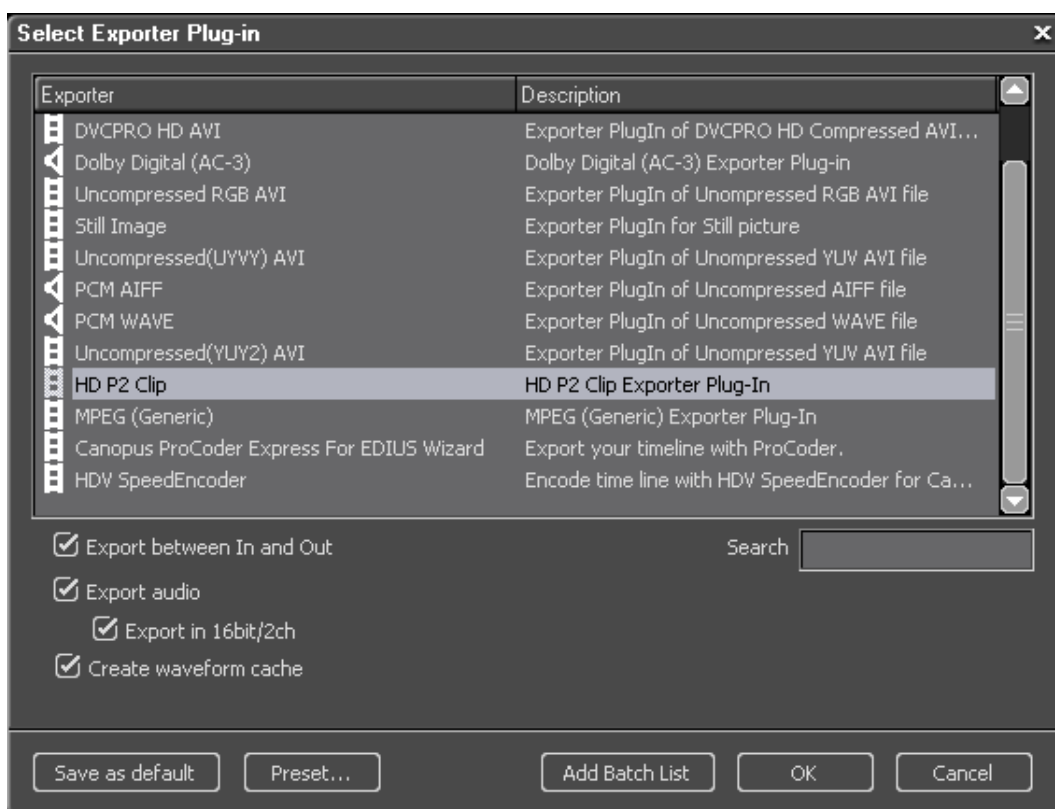 Select Exporter Plug-in
Exporter Description
DVCPRO HD AVI Exporter PlugIn of DVCPRO HD Compressed AVI...
Dolby Digital (AC-3) Dolby Digital (AC-3) Exporter Plug-in
Uncompressed RGB AVI Exporter PlugIn of Unompressed RGB AVI file
Still Image Exporter PlugIn for Still picture
Uncompressed(UYVY) AVI Exporter PlugIn of Unompressed YUV AVI file
PCM AIFF Exporter PlugIn of Uncompressed AIFF file
PCM WAVE Exporter PlugIn of Uncompressed WAVE file
Uncompressed(YUY2) AVI Exporter PlugIn of Unompressed YUV AVI file
HD P2 Clip HD P2 Clip Exporter Plug-In
MPEG (Generic) MPEG (Generic) Exporter Plug-In
Canopus ProCoder Express For EDIUS Wizard Export your timeline with ProCoder.
HDV SpeedEncoder Encode time line with HDV SpeedEncoder for Ca...
Export between In and Out Search
Export audio
Export in 16bit/2ch
Create waveform cache
Save as default Preset... Add Batch List OK Cancel